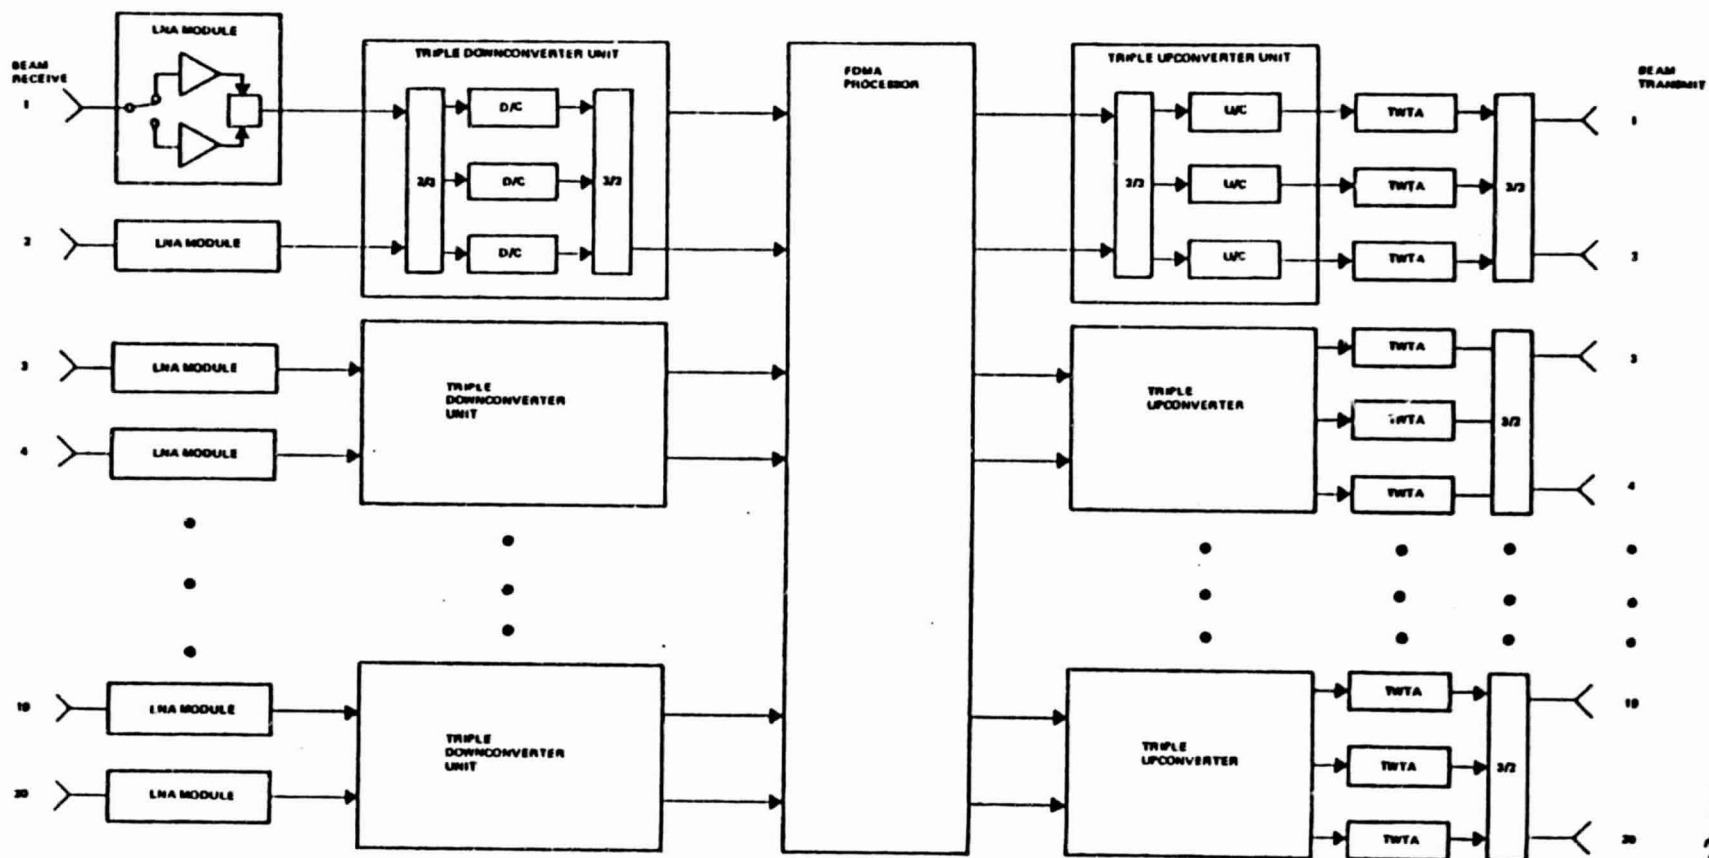 LNA MODULE
BEAM
RECEIVE
1
TRIPLE DOWNCONVERTER UNIT
2/3
D/C
D/C
D/C
3/2
FDMA
PROCESSOR
TRIPLE UPCONVERTER UNIT
2/3
U/C
U/C
U/C
TWTA
TWTA
TWTA
3/2
BEAM
TRANSMIT
1
2
2
LNA MODULE
3
LNA MODULE
4
LNA MODULE
TRIPLE
DOWNCONVERTER
UNIT
TRIPLE
UPCONVERTER
TWTA
TWTA
TWTA
3/2
3
4
19
LNA MODULE
20
LNA MODULE
TRIPLE
DOWNCONVERTER
UNIT
TRIPLE
UPCONVERTER
TWTA
TWTA
TWTA
3/2
19
20